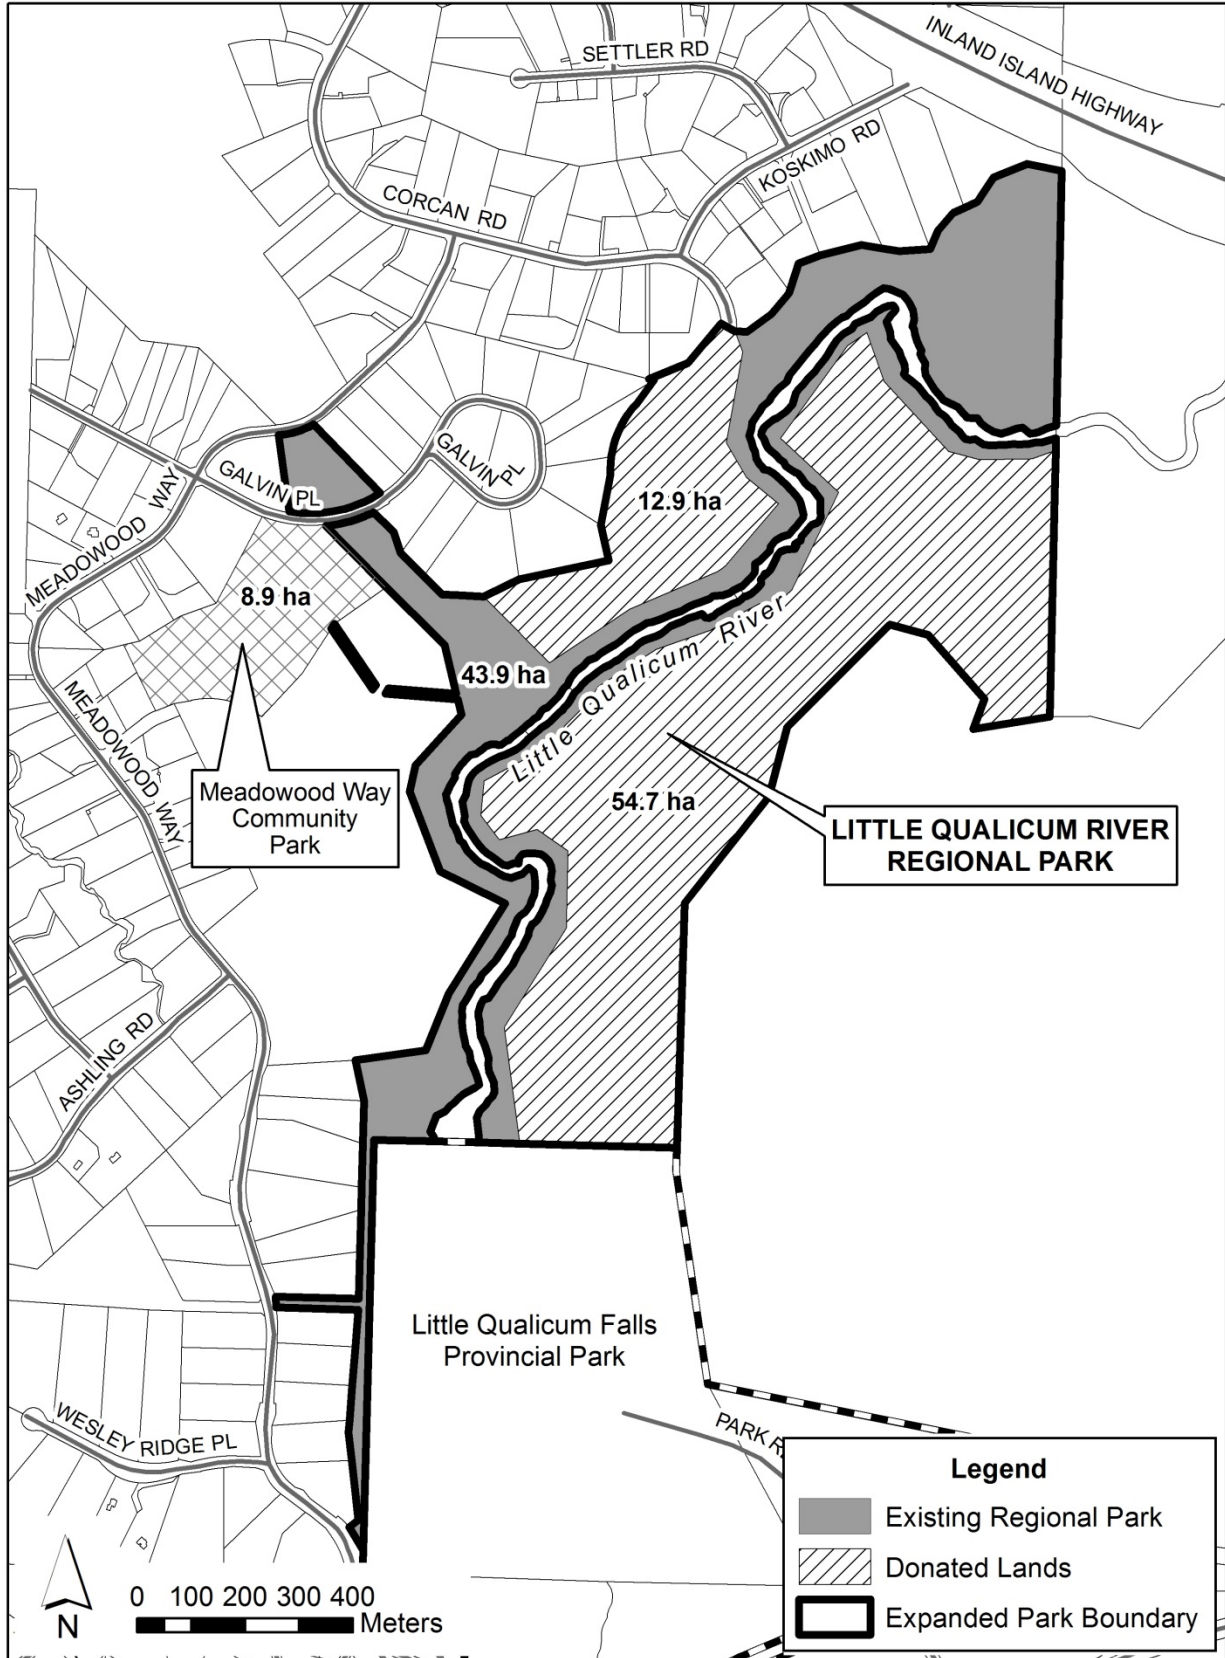 SETTLER RD
INLAND ISLAND HIGHWAY
KOSKIMO RD
CORCAN RD
GALVIN PL
GALVIN PL
MEADOWOOD WAY
12.9 ha
8.9 ha
43.9 ha
Little Qualicum River
MEADOWOOD WAY
Meadowood Way
Community
Park
54.7 ha
LITTLE QUALICUM RIVER
REGIONAL PARK
ASHLING RD
Little Qualicum Falls
Provincial Park
WESLEY RIDGE PL
PARK R
Legend
Existing Regional Park
Donated Lands
Expanded Park Boundary
N
0 100 200 300 400
Meters